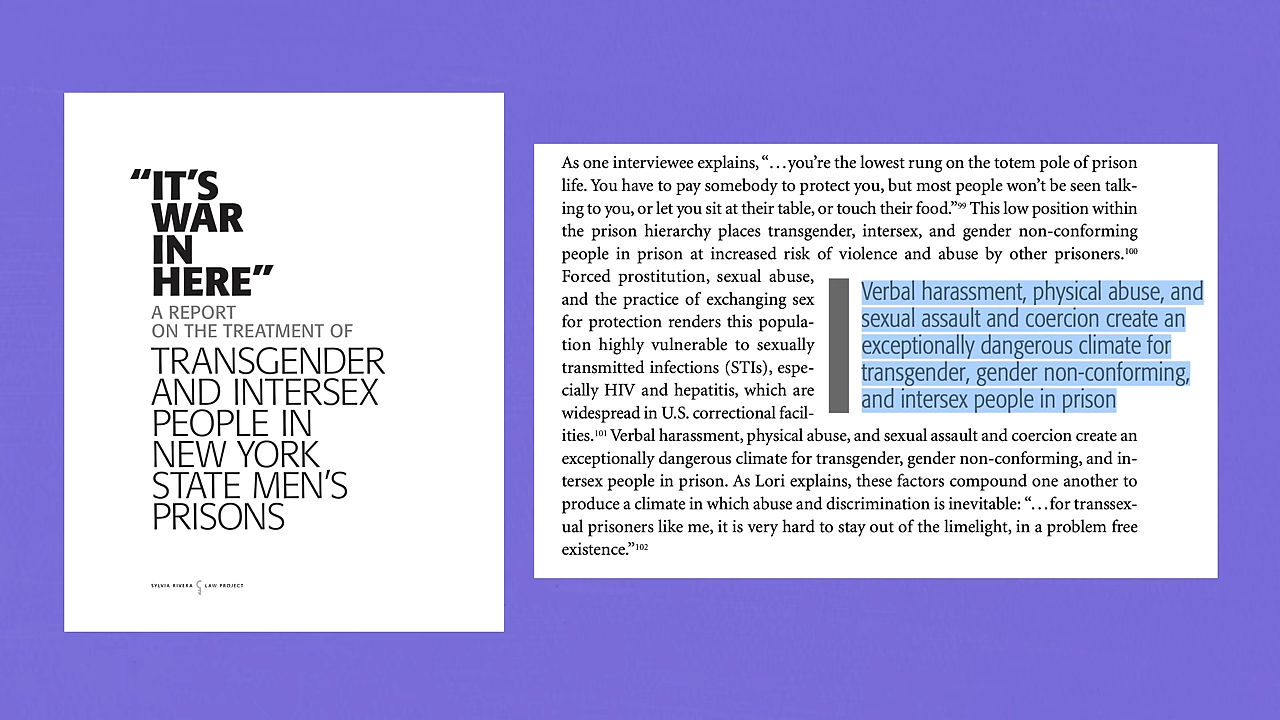 “IT’S
WAR
IN
HERE”
A REPORT
ON THE TREATMENT OF
TRANSGENDER
AND INTERSEX
PEOPLE IN
NEW YORK
STATE MEN’S
PRISONS
SYLVIA RIVERA LAW PROJECT
As one interviewee explains, “…you’re the lowest rung on the totem pole of prison
life. You have to pay somebody to protect you, but most people won’t be seen talk-
ing to you, or let you sit at their table, or touch their food.”⁹⁹ This low position within
the prison hierarchy places transgender, intersex, and gender non-conforming
people in prison at increased risk of violence and abuse by other prisoners.¹⁰⁰
Forced prostitution, sexual abuse,
and the practice of exchanging sex
for protection renders this popula-
tion highly vulnerable to sexually
transmitted infections (STIs), espe-
cially HIV and hepatitis, which are
widespread in U.S. correctional facil-
ities.¹⁰¹ Verbal harassment, physical abuse, and sexual assault and coercion create an
exceptionally dangerous climate for transgender, gender non-conforming, and in-
tersex people in prison. As Lori explains, these factors compound one another to
produce a climate in which abuse and discrimination is inevitable: “…for transsex-
ual prisoners like me, it is very hard to stay out of the limelight, in a problem free
existence.”¹⁰²
Verbal harassment, physical abuse, and
sexual assault and coercion create an
exceptionally dangerous climate for
transgender, gender non-conforming,
and intersex people in prison